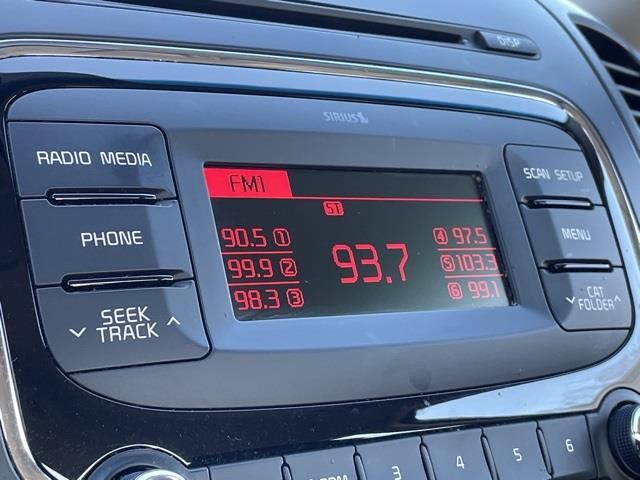 DISP
SIRIUS
RADIO MEDIA
PHONE
SEEK
TRACK
FM1
ST
90.5 1
99.9 2
98.3 3
93.7
4 97.5
5 103.3
6 99.1
SCAN SETUP
MENU
CAT
FOLDER
3
4
5
6